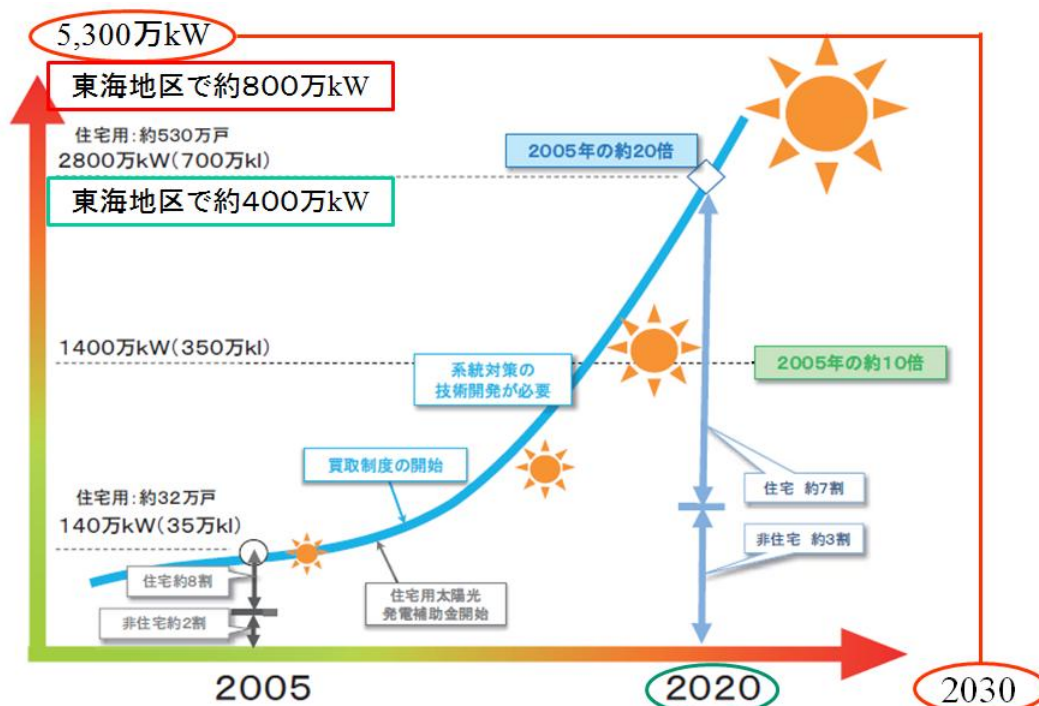 5,300万kW
東海地区で約800万kW
住宅用:約530万戸
2800万kW(700万kl)
2005年の約20倍
東海地区で約400万kW
1400万kW(350万kl)
2005年の約10倍
系統対策の
技術開発が必要
買取制度の開始
住宅用:約32万戸
140万kW(35万kl)
住宅 約7割
非住宅 約3割
住宅約8割
住宅用太陽光
発電補助金開始
非住宅約2割
2005
2020
2030